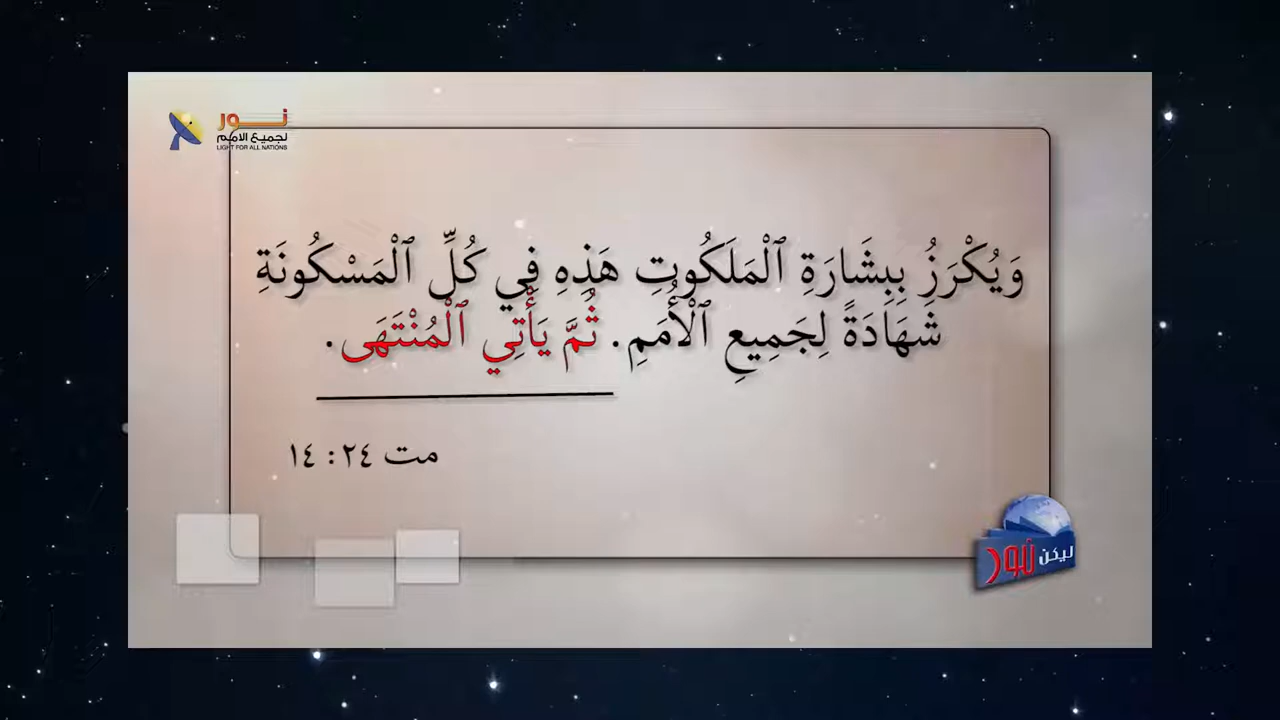 نور
لجميع الامم
LIGHT FOR ALL NATIONS
وَيُكْرَزُ بِبِشَارَةِ ٱلْمَلَكُوتِ هَذِهِ فِي كُلِّ ٱلْمَسْكُونَةِ
شَهَادَةً لِجَمِيعِ ٱلْأُمَمِ. ثُمَّ يَأْتِي ٱلْمُنْتَهَى.
مت ٢٤: ١٤
ليكن نور